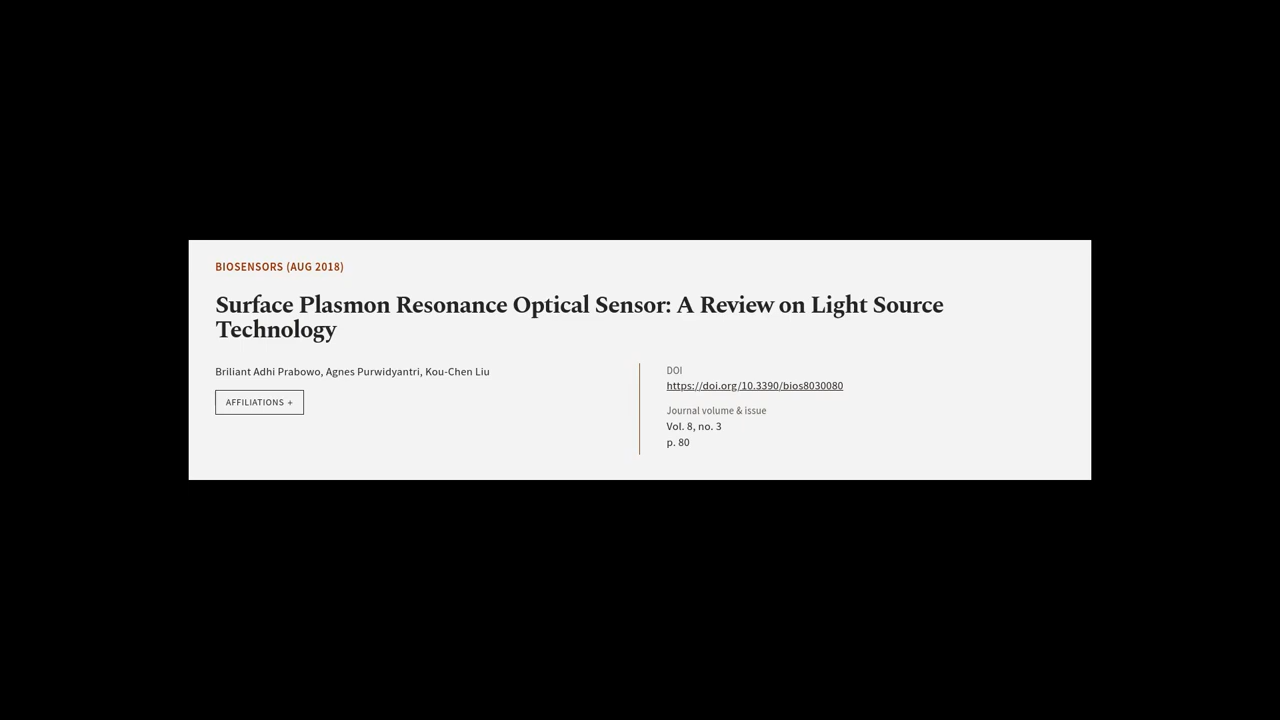 BIOSENSORS (AUG 2018)
Surface Plasmon Resonance Optical Sensor: A Review on Light Source
Technology
Briliant Adhi Prabowo, Agnes Purwidyantri, Kou-Chen Liu
AFFILIATIONS +
DOI
https://doi.org/10.3390/bios8030080
Journal volume & issue
Vol. 8, no. 3
p. 80